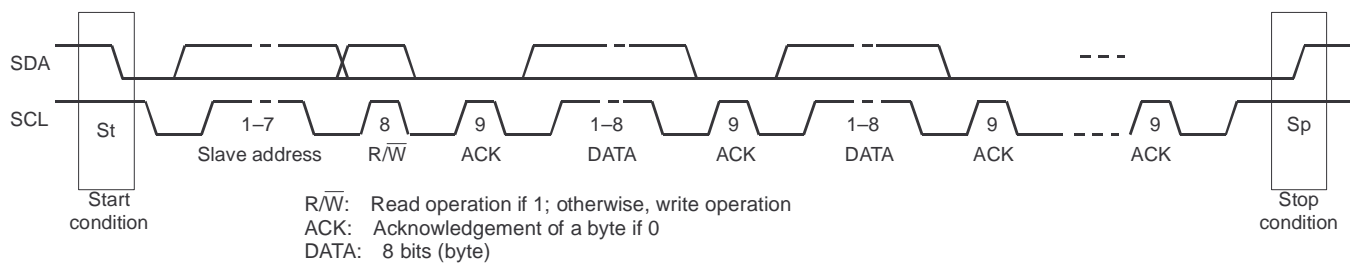 SDA
SCL
St
1–7
8
9
1–8
9
1–8
9
9
Sp
Slave address
R/W̅
ACK
DATA
ACK
DATA
ACK
ACK
Start
condition
Stop
condition
R/W̅: Read operation if 1; otherwise, write operation
ACK: Acknowledgement of a byte if 0
DATA: 8 bits (byte)